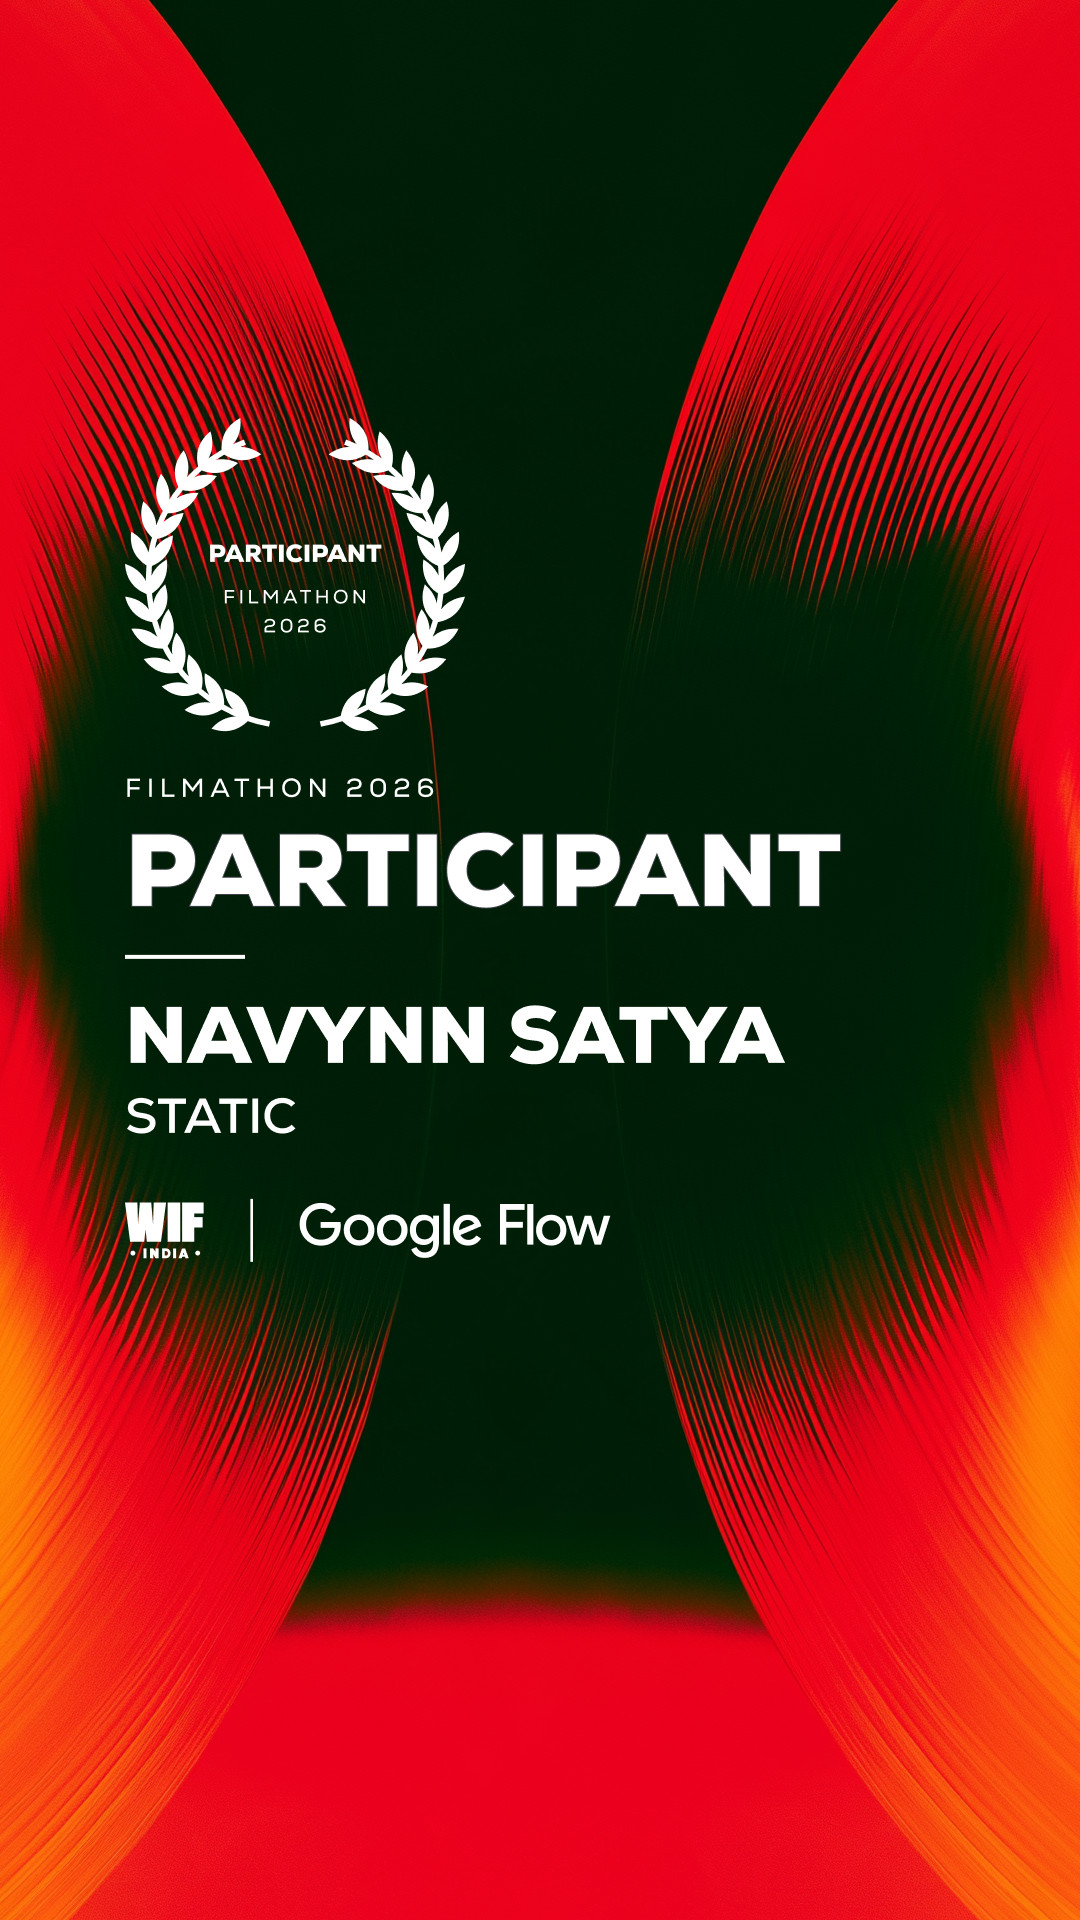 PARTICIPANT
FILMATHON
2026
FILMATHON 2026
PARTICIPANT
NAVYNN SATYA
STATIC
WIF
• INDIA •
Google Flow